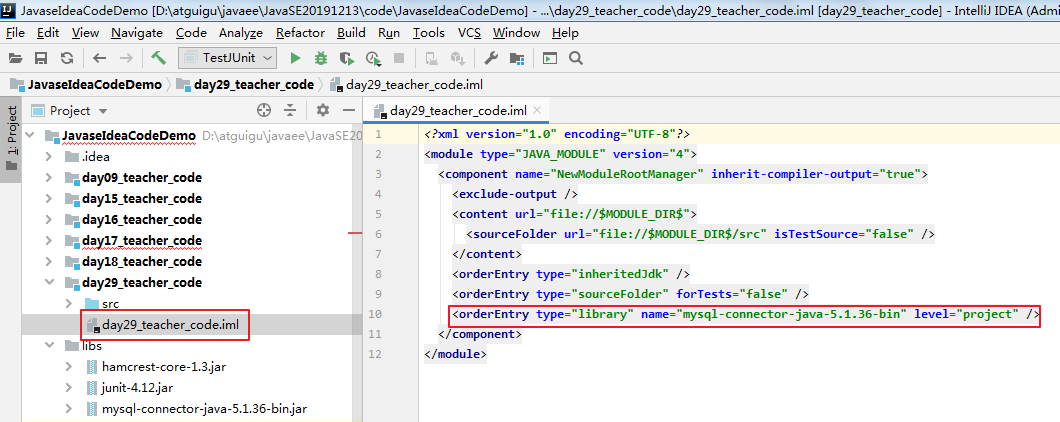 JavaseIdeaCodeDemo [D:\atguigu\javaee\JavaSE20191213\code\JavaseIdeaCodeDemo] - ...\day29_teacher_code\day29_teacher_code.iml [day29_teacher_code] - IntelliJ IDEA (Admi
File Edit View Navigate Code Analyze Refactor Build Run Tools VCS Window Help
TestJUnit
JavaseIdeaCodeDemo day29_teacher_code day29_teacher_code.iml
1: Project
Project
JavaseIdeaCodeDemo D:\atguigu\javaee\JavaSE20
.idea
day09_teacher_code
day15_teacher_code
day16_teacher_code
day17_teacher_code
day18_teacher_code
day29_teacher_code
src
day29_teacher_code.iml
libs
hamcrest-core-1.3.jar
junit-4.12.jar
mysql-connector-java-5.1.36-bin.jar
day29_teacher_code.iml
1 <?xml version="1.0" encoding="UTF-8"?>
2 <module type="JAVA_MODULE" version="4">
3 <component name="NewModuleRootManager" inherit-compiler-output="true">
4 <exclude-output />
5 <content url="file://$MODULE_DIR$">
6 <sourceFolder url="file://$MODULE_DIR$/src" isTestSource="false" />
7 </content>
8 <orderEntry type="inheritedJdk" />
9 <orderEntry type="sourceFolder" forTests="false" />
10 <orderEntry type="library" name="mysql-connector-java-5.1.36-bin" level="project" />
11 </component>
12 </module>